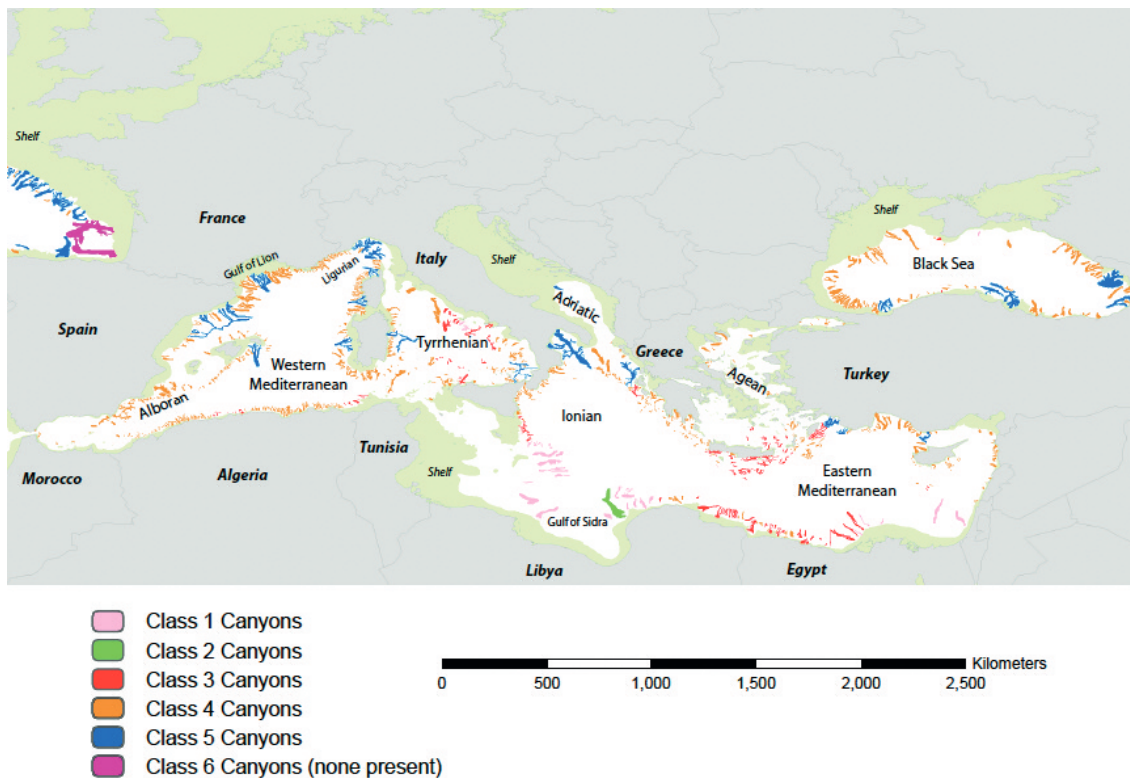 Shelf
France
Gulf of Lion
Ligurian
Italy
Shelf
Adriatic
Shelf
Black Sea
Spain
Tyrrhenian
Greece
Agean
Turkey
Western
Mediterranean
Alboran
Ionian
Tunisia
Morocco
Algeria
Shelf
Eastern
Mediterranean
Gulf of Sidra
Libya
Egypt
Class 1 Canyons
Class 2 Canyons
Class 3 Canyons
Class 4 Canyons
Class 5 Canyons
Class 6 Canyons (none present)
Kilometers
0 500 1,000 1,500 2,000 2,500